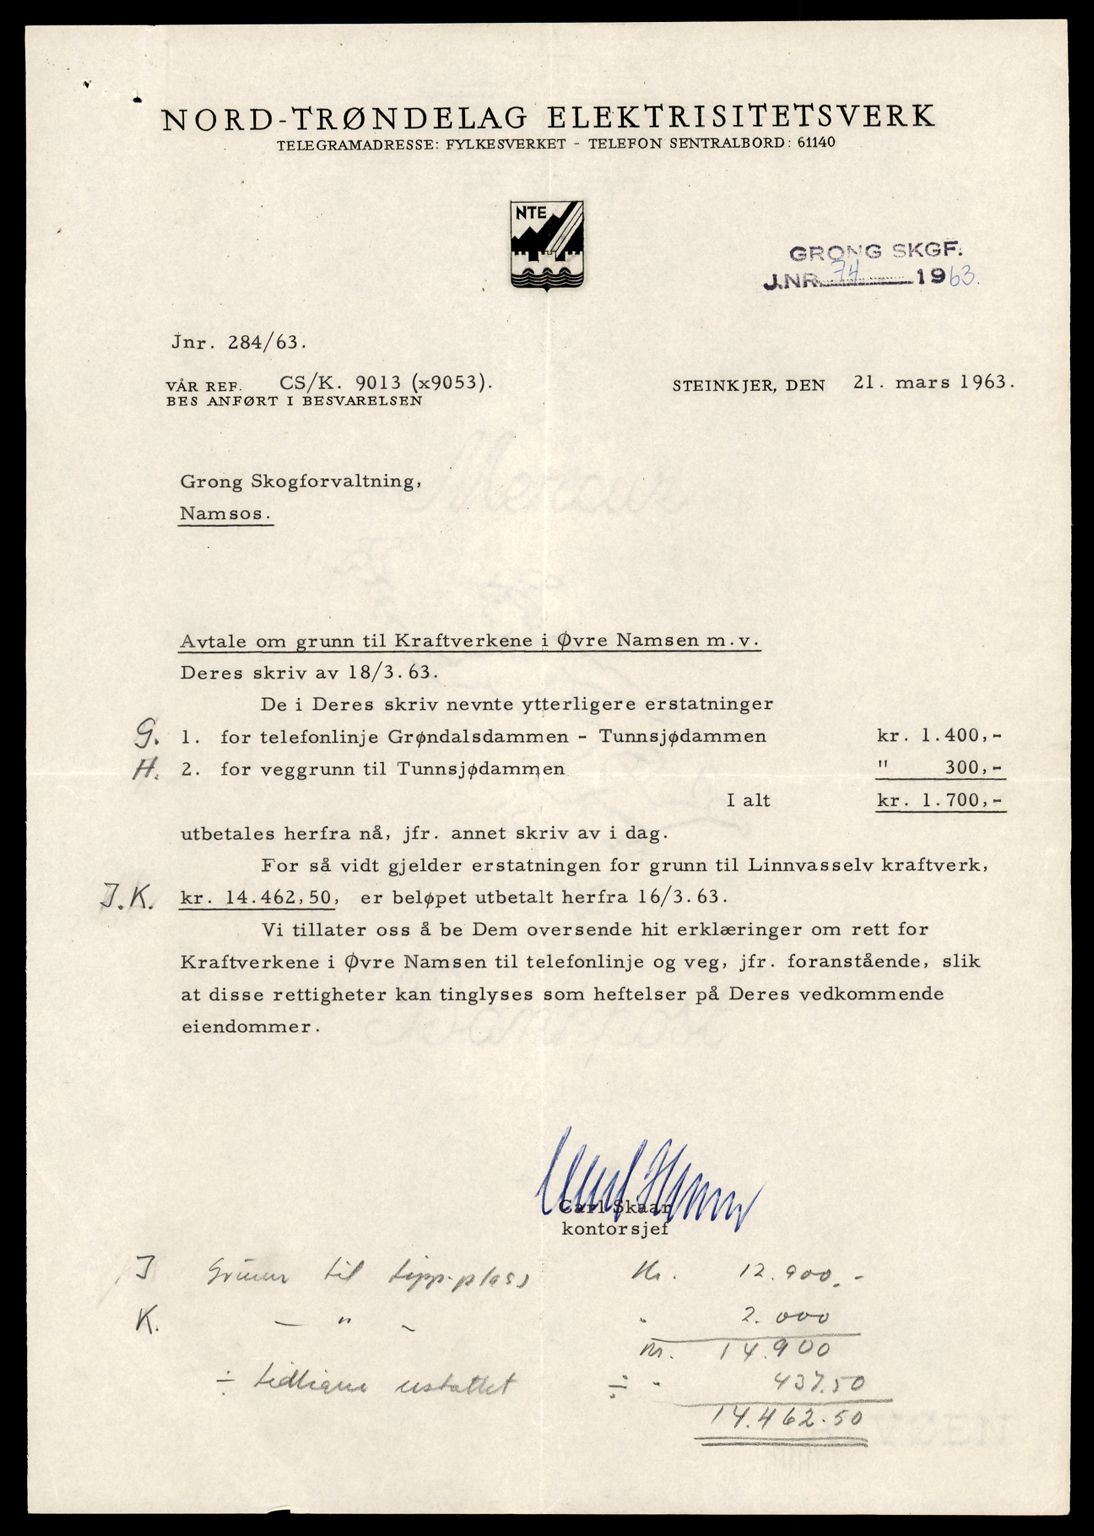 NORD-TRØNDELAG ELEKTRISITETSVERK
TELEGRAMADRESSE: FYLKESVERKET - TELEFON SENTRALBORD: 61140
NTE
GRONG SKGF.
J.NR. 74 1963.
Jnr. 284/63.
VÅR REF. CS/K. 9013 (x9053).
BES ANFØRT I BESVARELSEN
STEINKJER, DEN 21. mars 1963.
Grong Skogforvaltning,
Namsos.
Avtale om grunn til Kraftverkene i Øvre Namsen m.v.
Deres skriv av 18/3.63.
De i Deres skriv nevnte ytterligere erstatninger
G. 1. for telefonlinje Grøndalsdammen - Tunnsjødammen kr. 1.400,-
H. 2. for veggrunn til Tunnsjødammen " 300,-
I alt kr. 1.700,-
utbetales herfra nå, jfr. annet skriv av i dag.
For så vidt gjelder erstatningen for grunn til Linnvasselv kraftverk,
J.K. kr. 14.462,50, er beløpet utbetalt herfra 16/3.63.
Vi tillater oss å be Dem oversende hit erklæringer om rett for
Kraftverkene i Øvre Namsen til telefonlinje og veg, jfr. foranstående, slik
at disse rettigheter kan tinglyses som heftelser på Deres vedkommende
eiendommer.
Carl Skaar
kontorsjef
J Grunn til tippplass Kr. 12.900,-
K. — " - " 2.000
Kr. 14.900
÷ tidligere ÷ " 437.50
14.462.50